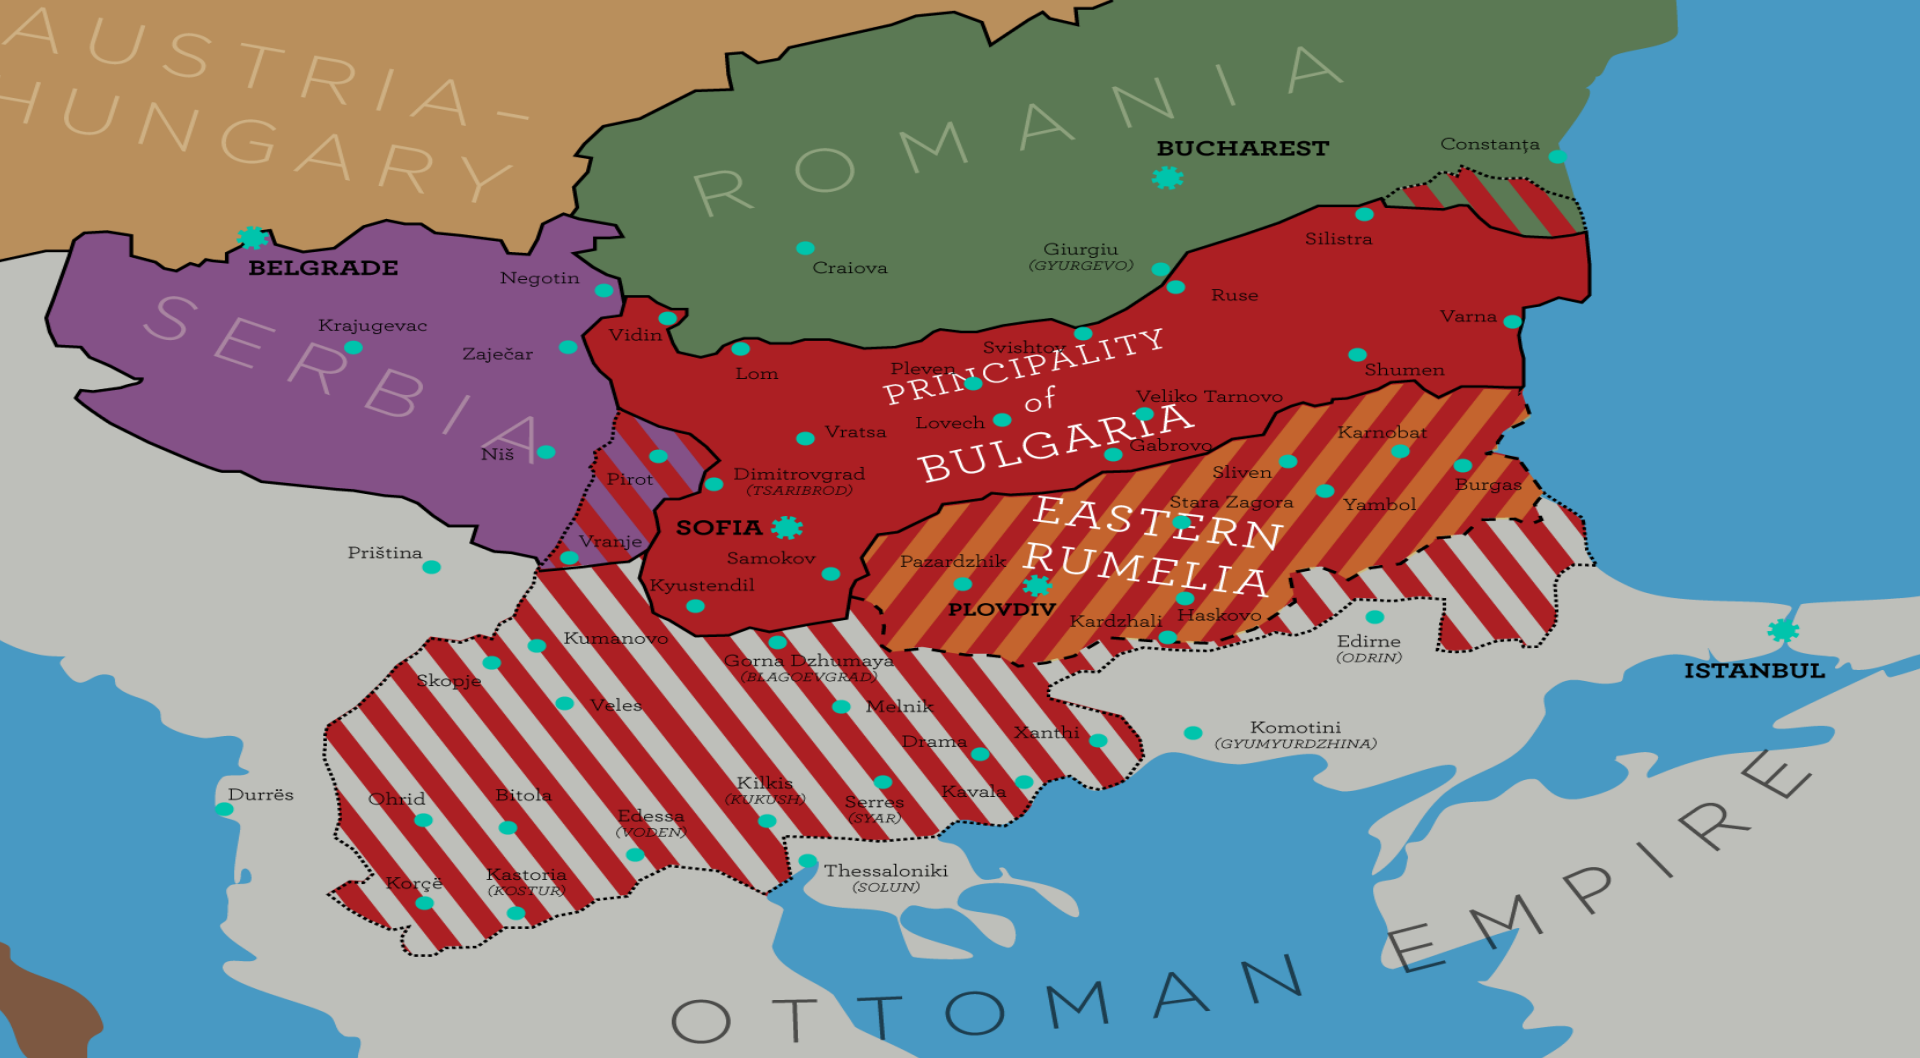 AUSTRIA-
HUNGARY
ROMANIA
BUCHAREST
Constanța
BELGRADE
Negotin
Craiova
Giurgiu
(GYURGEVO)
Silistra
SERBIA
Krajugevac
Zaječar
Vidin
Lom
Ruse
Varna
Svishtov
Pleven
Shumen
PRINCIPALITY
of
BULGARIA
Veliko Tarnovo
Lovech
Vratsa
Gabrovo
Karnobat
Niš
Pirot
Dimitrovgrad
(TSARIBROD)
Sliven
Burgas
Stara Zagora
Yambol
EASTERN
RUMELIA
SOFIA
Vranje
Priština
Samokov
Pazardzhik
Kyustendil
PLOVDIV
Kardzhali
Haskovo
Edirne
(ODRIN)
ISTANBUL
Kumanovo
Gorna Dzhumaya
(BLAGOEVGRAD)
Skopje
Veles
Melnik
Drama
Xanthi
Komotini
(GYUMYURDZHINA)
Durrës
Ohrid
Bitola
Kilkis
(KUKUSH)
Kavala
Serres
(SYAR)
Edessa
(VODEN)
Korçë
Kastoria
(KOSTUR)
Thessaloniki
(SOLUN)
OTTOMAN EMPIRE